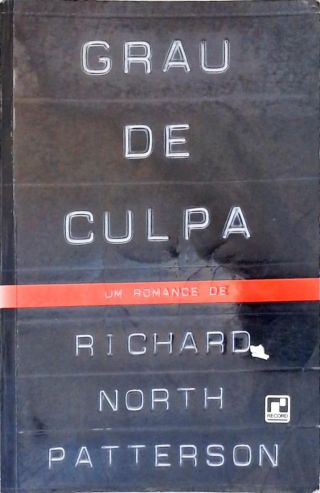 GRAU
DE
CULPA
UM ROMANCE DE
RICHARD
NORTH
PATTERSON
RECORD